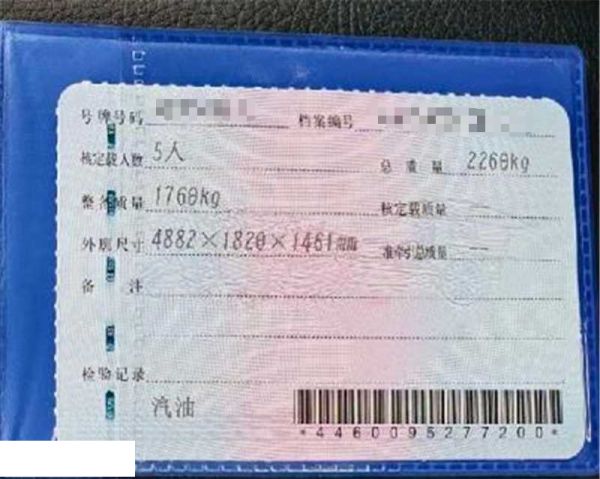 号牌号码 档案编号
核定载人数 5人 总质量 2260kg
整备质量 1760kg 核定载质量 --
外廓尺寸 4882×1820×1461mm 准牵引总质量 --
备注
检验记录
汽油
*4460095277200*